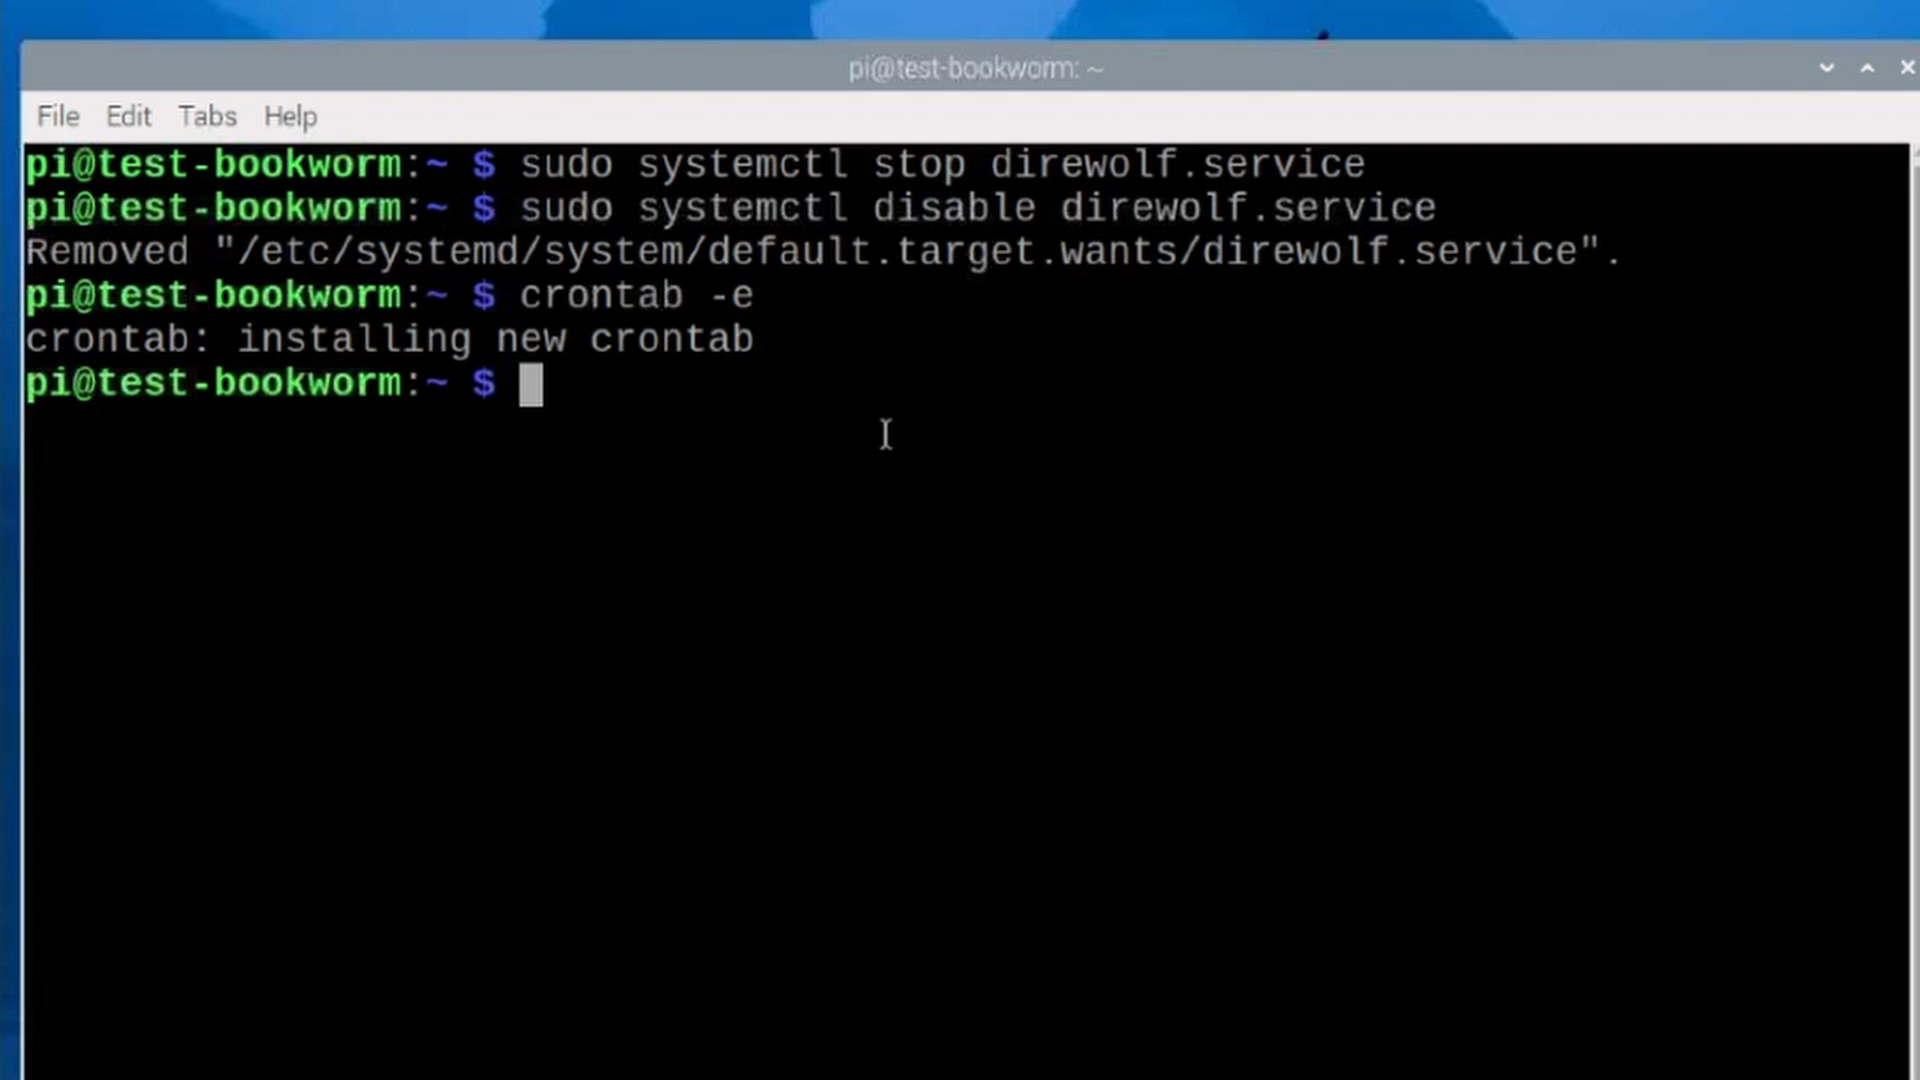 pi@test-bookworm: ~
File Edit Tabs Help
pi@test-bookworm:~ $ sudo systemctl stop direwolf.service
pi@test-bookworm:~ $ sudo systemctl disable direwolf.service
Removed "/etc/systemd/system/default.target.wants/direwolf.service".
pi@test-bookworm:~ $ crontab -e
crontab: installing new crontab
pi@test-bookworm:~ $